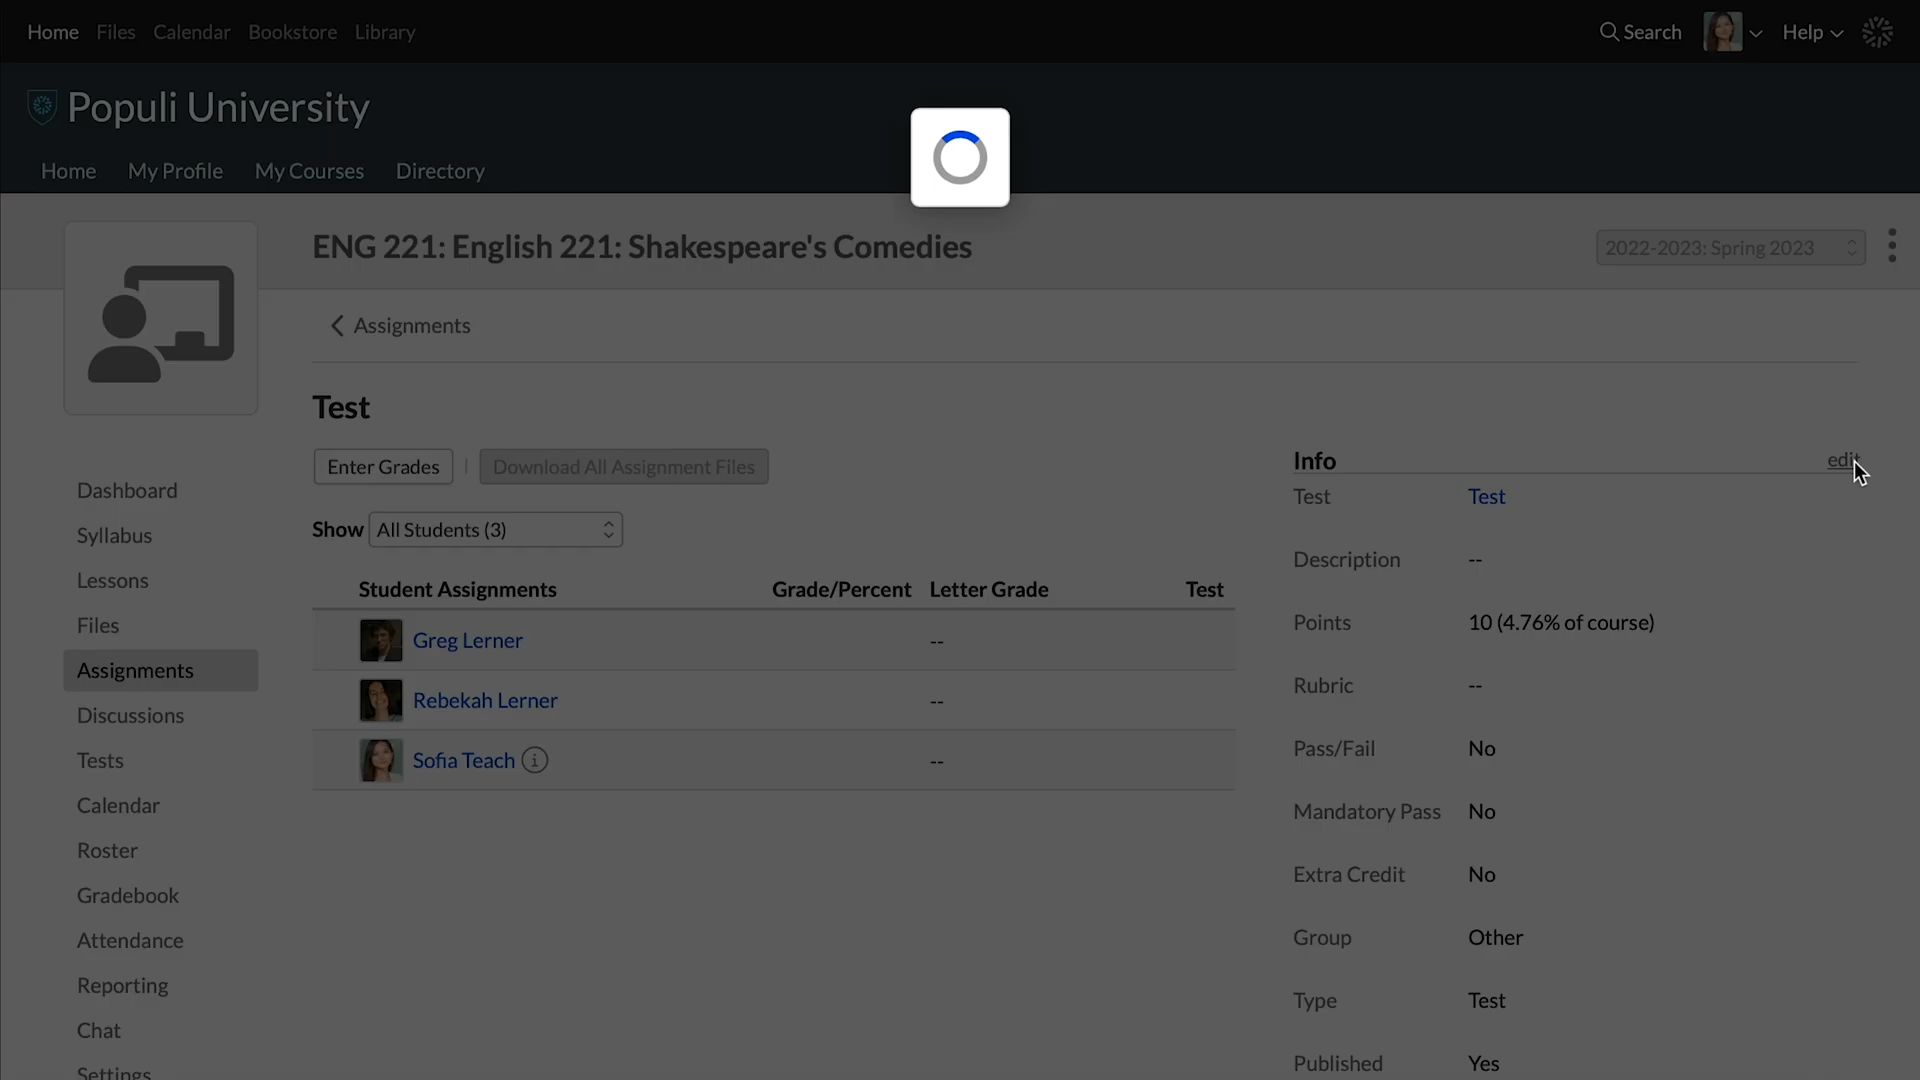 Home Files Calendar Bookstore Library
Search Help
Populi University
Home My Profile My Courses Directory
ENG 221: English 221: Shakespeare's Comedies
2022-2023: Spring 2023
Assignments
Test
Enter Grades | Download All Assignment Files
Show All Students (3)
Student Assignments Grade/Percent Letter Grade Test
Greg Lerner --
Rebekah Lerner --
Sofia Teach --
Info edit
Test Test
Description --
Points 10 (4.76% of course)
Rubric --
Pass/Fail No
Mandatory Pass No
Extra Credit No
Group Other
Type Test
Published Yes
Dashboard
Syllabus
Lessons
Files
Assignments
Discussions
Tests
Calendar
Roster
Gradebook
Attendance
Reporting
Chat
Settings